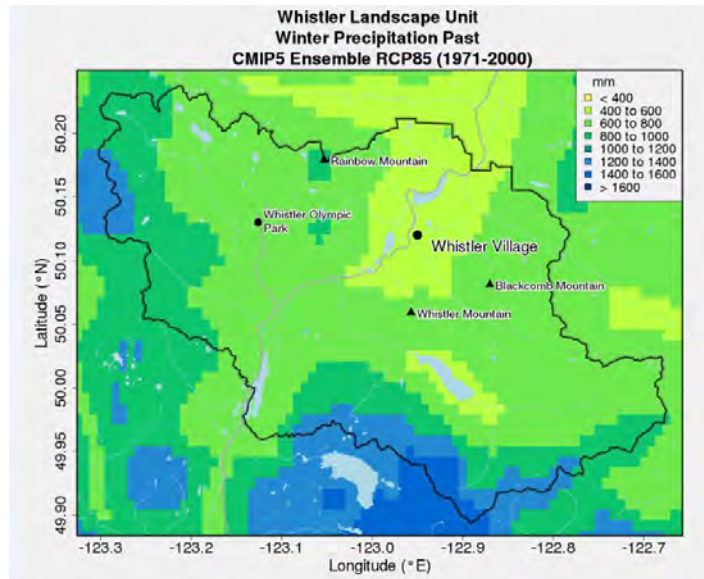 Whistler Landscape Unit
Winter Precipitation Past
CMIP5 Ensemble RCP85 (1971-2000)
mm
< 400
400 to 600
600 to 800
800 to 1000
1000 to 1200
1200 to 1400
1400 to 1600
> 1600
Latitude (°N)
50.20
50.15
50.10
50.05
50.00
49.95
49.90
Rainbow Mountain
Whistler Olympic
Park
Whistler Village
Blackcomb Mountain
Whistler Mountain
-123.3
-123.2
-123.1
-123.0
-122.9
-122.8
-122.7
Longitude (°E)